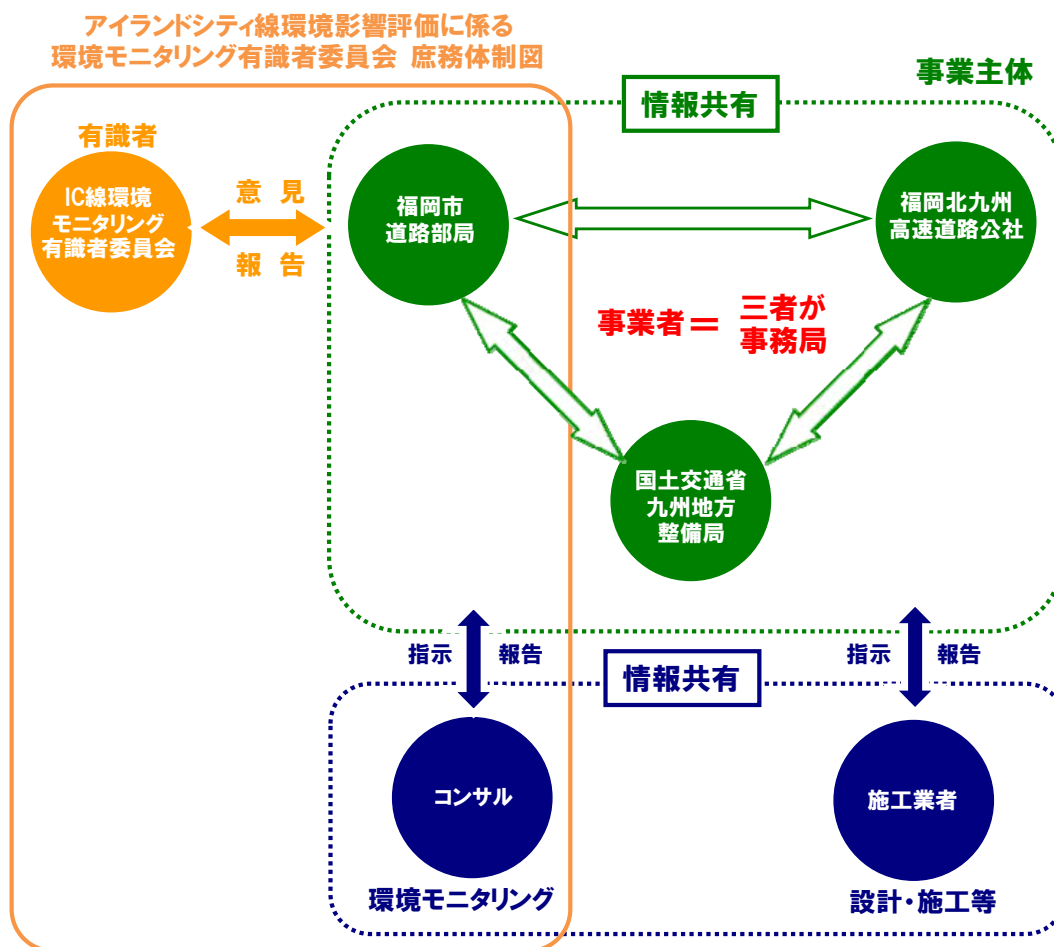 アイランドシティ線環境影響評価に係る
環境モニタリング有識者委員会 庶務体制図
事業主体
情報共有
有識者
IC線環境
モニタリング
有識者委員会
意 見
報 告
福岡市
道路部局
福岡北九州
高速道路公社
事業者＝
三者が
事務局
国土交通省
九州地方
整備局
指示 報告
指示 報告
情報共有
コンサル
施工業者
環境モニタリング
設計・施工等